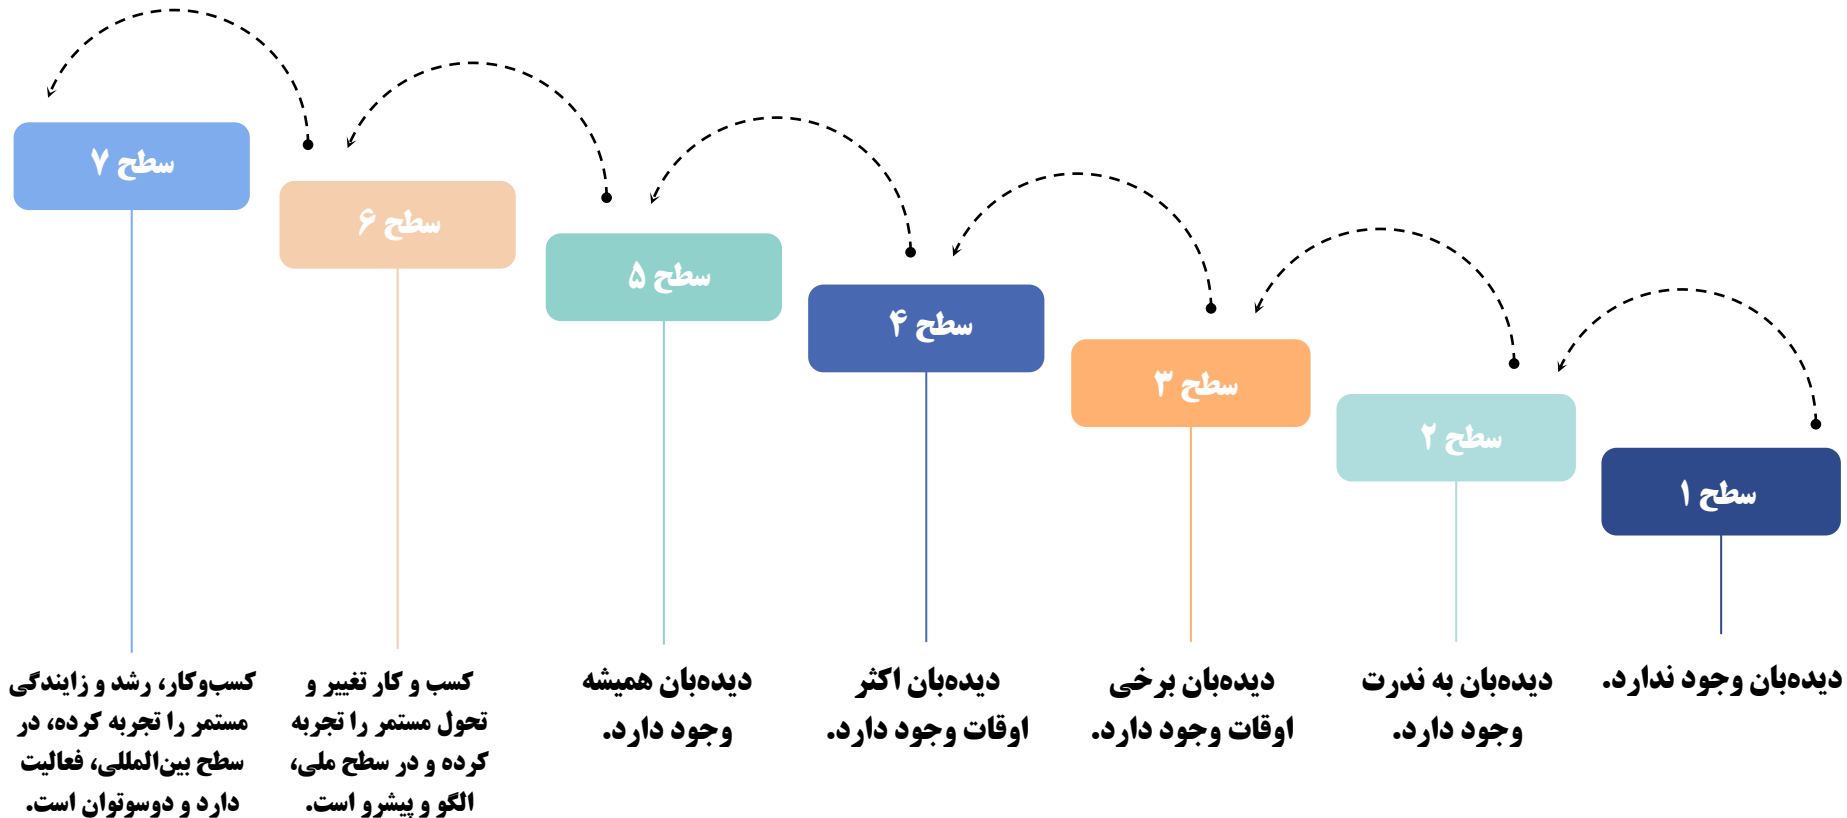 سطح ۱
دیده‌بان وجود ندارد.
سطح ۲
دیده‌بان به ندرت
وجود دارد.
سطح ۳
دیده‌بان برخی
اوقات وجود دارد.
سطح ۴
دیده‌بان اکثر
اوقات وجود دارد.
سطح ۵
دیده‌بان همیشه
وجود دارد.
سطح ۶
کسب و کار تغییر و
تحول مستمر را تجربه
کرده و در سطح ملی،
الگو و پیشرو است.
سطح ۷
کسب‌وکار، رشد و زایندگی
مستمر را تجربه کرده، در
سطح بین‌المللی، فعالیت
دارد و دوسوتوان است.